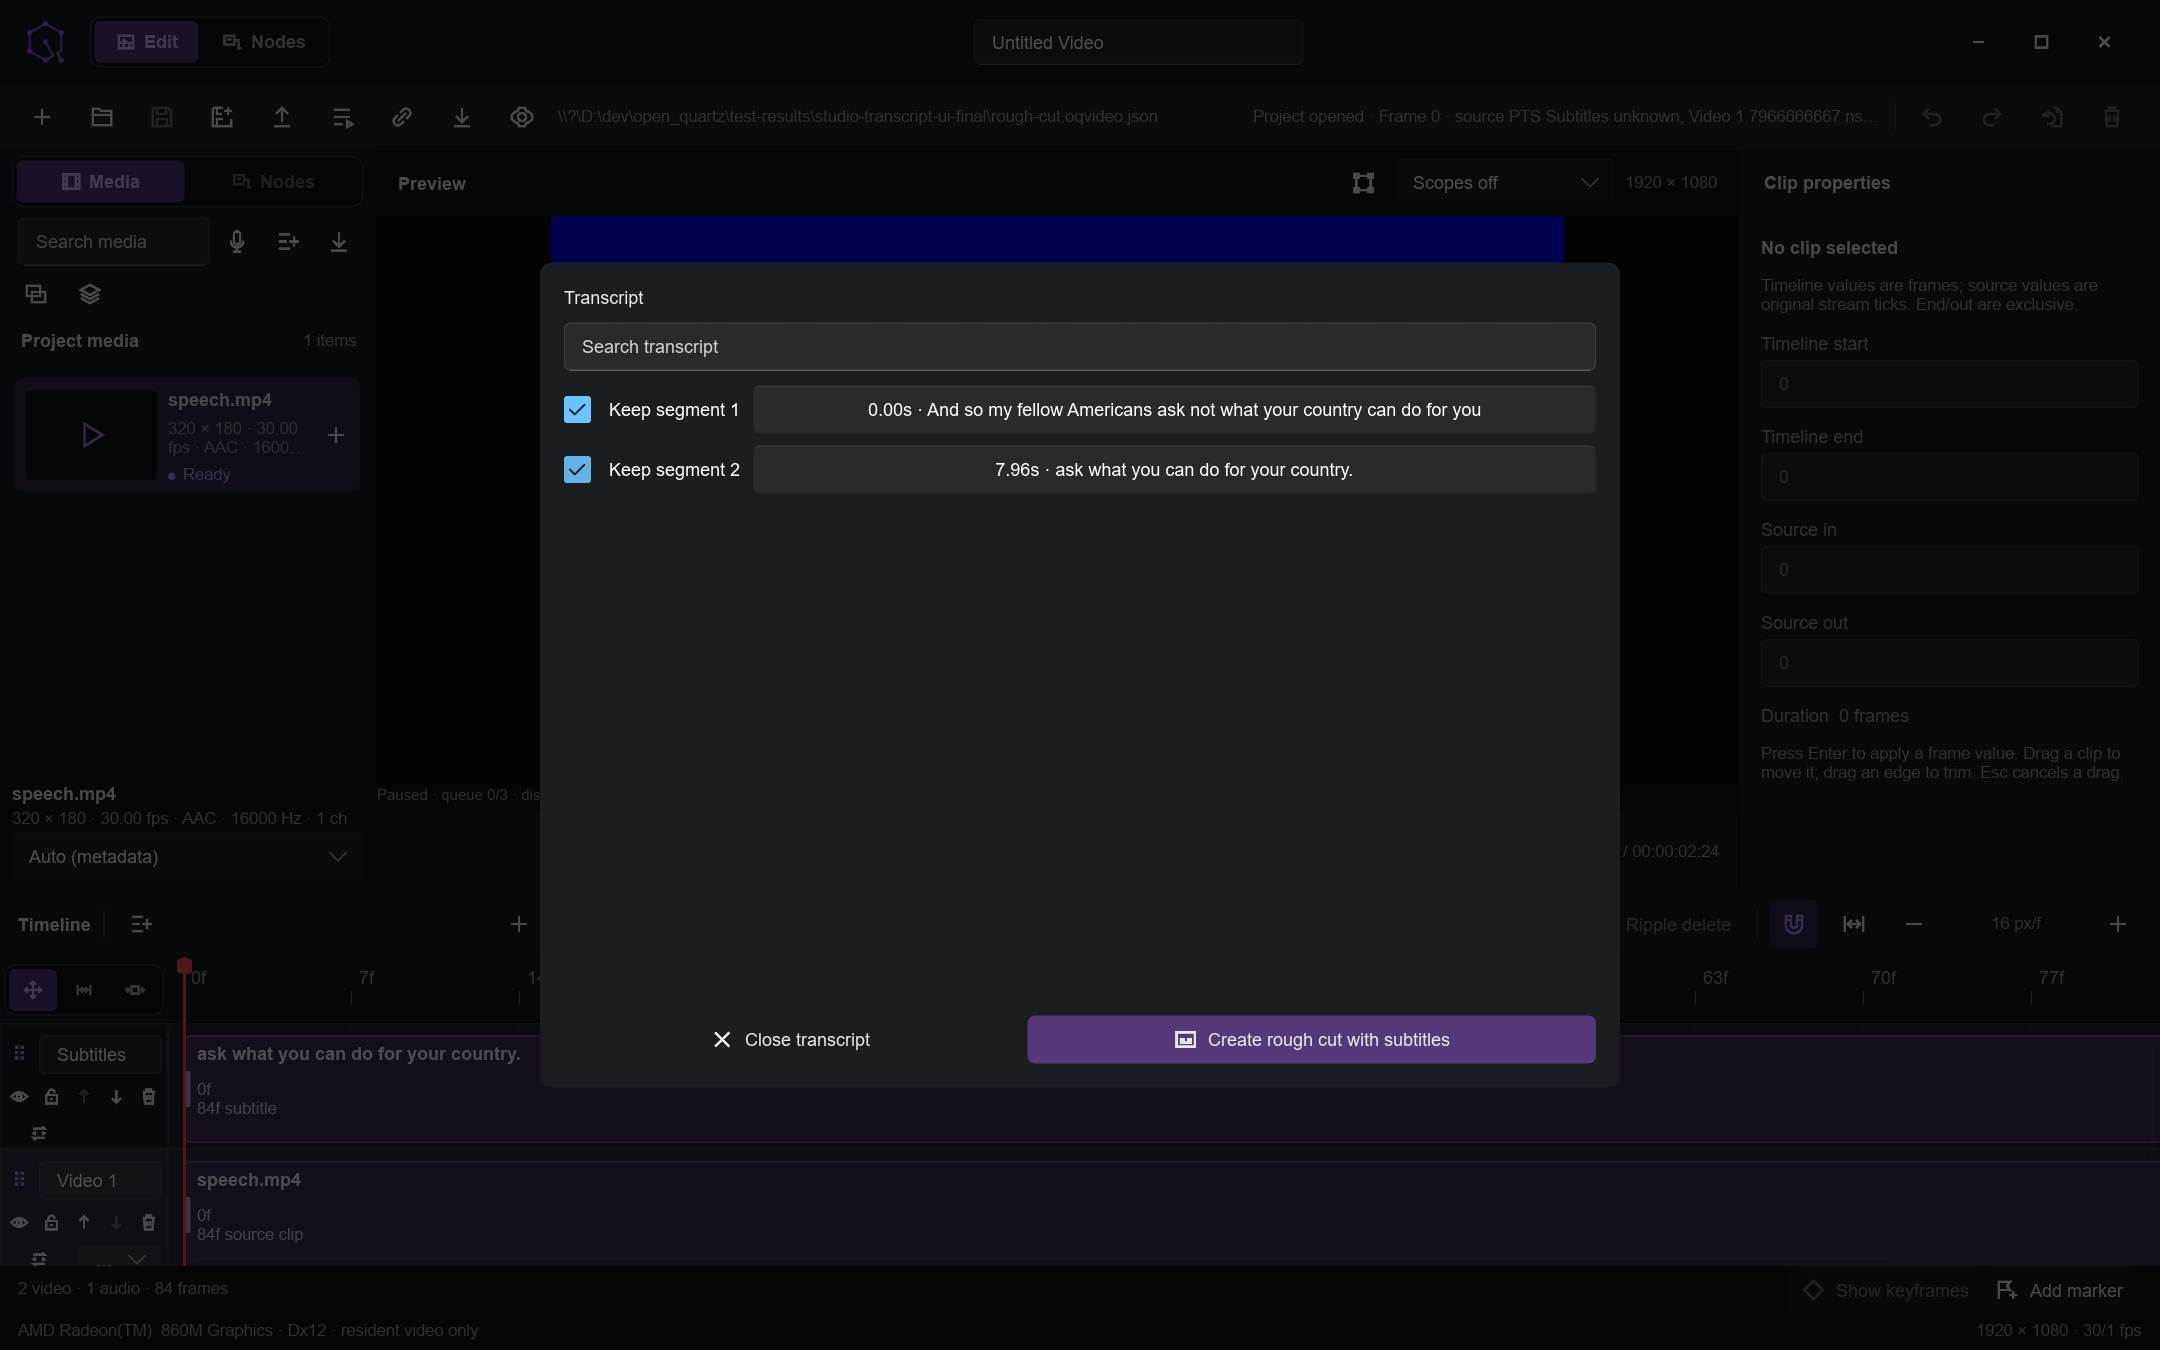 Edit
Nodes
Untitled Video
\\?\D:\dev\open_quartz\test-results\studio-transcript-ui-final\rough-cut.oqvideo.json
Project opened · Frame 0 · source PTS Subtitles unknown, Video 1 7966666667 ns…
Media
Nodes
Search media
Project media
1 items
speech.mp4
320 × 180 · 30.00
fps · AAC · 1600…
Ready
Preview
Scopes off
1920 × 1080
Transcript
Search transcript
Keep segment 1
0.00s · And so my fellow Americans ask not what your country can do for you
Keep segment 2
7.96s · ask what you can do for your country.
Close transcript
Create rough cut with subtitles
Clip properties
No clip selected
Timeline values are frames; source values are
original stream ticks. End/out are exclusive.
Timeline start
0
Timeline end
0
Source in
0
Source out
0
Duration 0 frames
Press Enter to apply a frame value. Drag a clip to
move it; drag an edge to trim. Esc cancels a drag.
speech.mp4
320 × 180 · 30.00 fps · AAC · 16000 Hz · 1 ch
Auto (metadata)
Paused · queue 0/3 · dis
/ 00:00:02:24
Timeline
Ripple delete
16 px/f
0f
7f
63f
70f
77f
Subtitles
ask what you can do for your country.
0f
84f subtitle
Video 1
speech.mp4
0f
84f source clip
...
2 video · 1 audio · 84 frames
Show keyframes
Add marker
AMD Radeon(TM) 860M Graphics · Dx12 · resident video only
1920 × 1080 · 30/1 fps